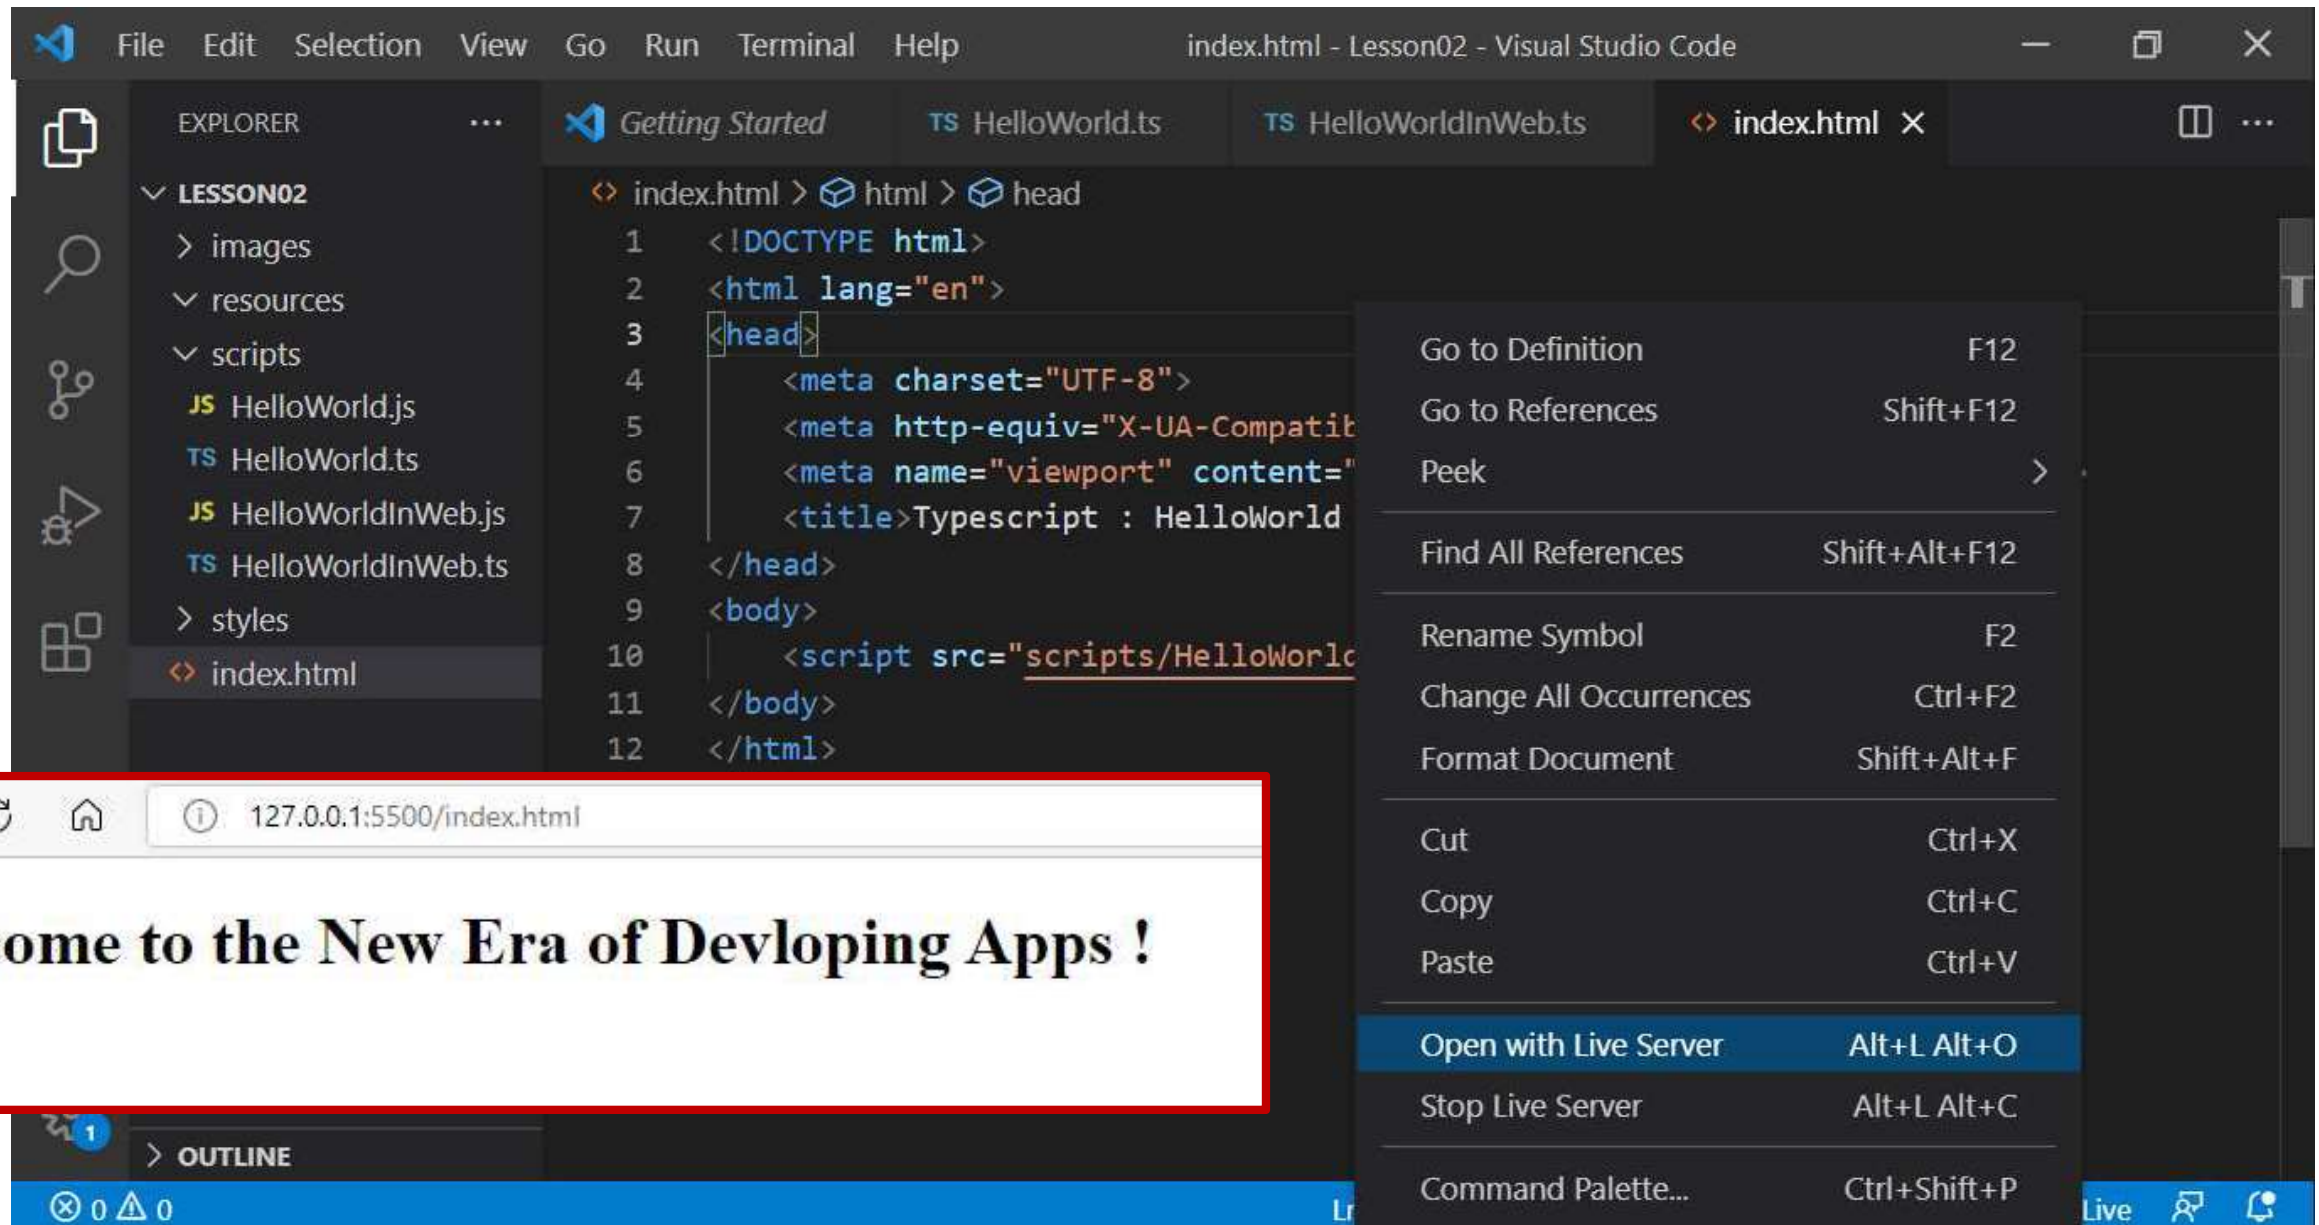 File Edit Selection View Go Run Terminal Help index.html - Lesson02 - Visual Studio Code
EXPLORER ···
Getting Started
TS HelloWorld.ts
TS HelloWorldInWeb.ts
<> index.html
LESSON02
images
resources
scripts
JS HelloWorld.js
TS HelloWorld.ts
JS HelloWorldInWeb.js
TS HelloWorldInWeb.ts
styles
<> index.html
<> index.html > html > head
1 <!DOCTYPE html>
2 <html lang="en">
3 <head>
4 <meta charset="UTF-8">
5 <meta http-equiv="X-UA-Compatib
6 <meta name="viewport" content="
7 <title>Typescript : HelloWorld
8 </head>
9 <body>
10 <script src="scripts/HelloWorld
11 </body>
12 </html>
Go to Definition F12
Go to References Shift+F12
Peek >
Find All References Shift+Alt+F12
Rename Symbol F2
Change All Occurrences Ctrl+F2
Format Document Shift+Alt+F
Cut Ctrl+X
Copy Ctrl+C
Paste Ctrl+V
Open with Live Server Alt+L Alt+O
Stop Live Server Alt+L Alt+C
Command Palette... Ctrl+Shift+P
127.0.0.1:5500/index.html
ome to the New Era of Devloping Apps !
1
OUTLINE
0 0
Live